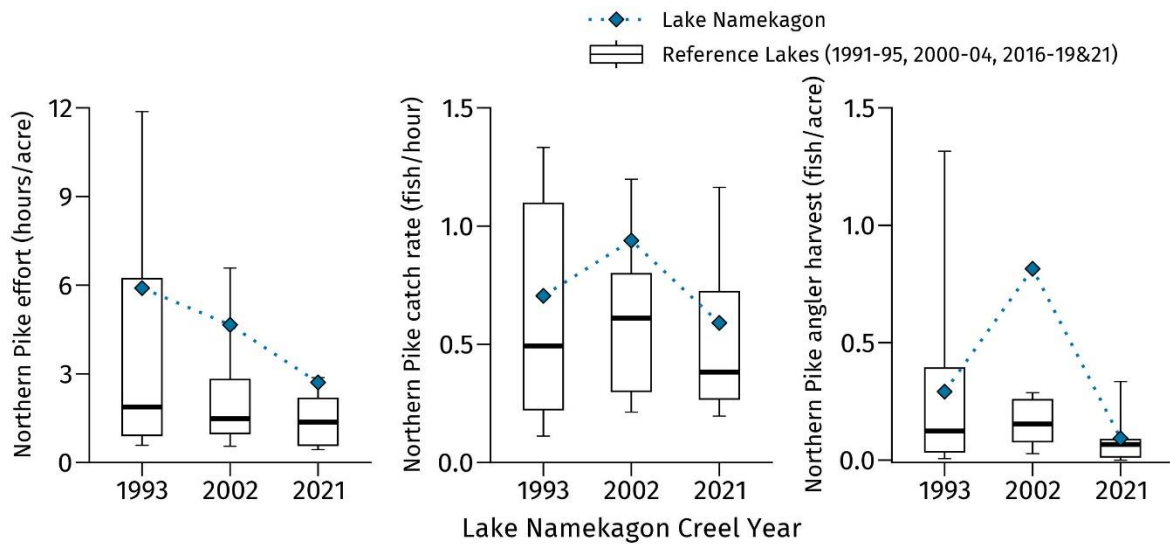 Lake Namekagon
Reference Lakes (1991-95, 2000-04, 2016-19&21)
Northern Pike effort (hours/acre)
12
9
6
3
0
1993 2002 2021
Northern Pike catch rate (fish/hour)
1.5
1.0
0.5
0.0
1993 2002 2021
Northern Pike angler harvest (fish/acre)
1.5
1.0
0.5
0.0
1993 2002 2021
Lake Namekagon Creel Year